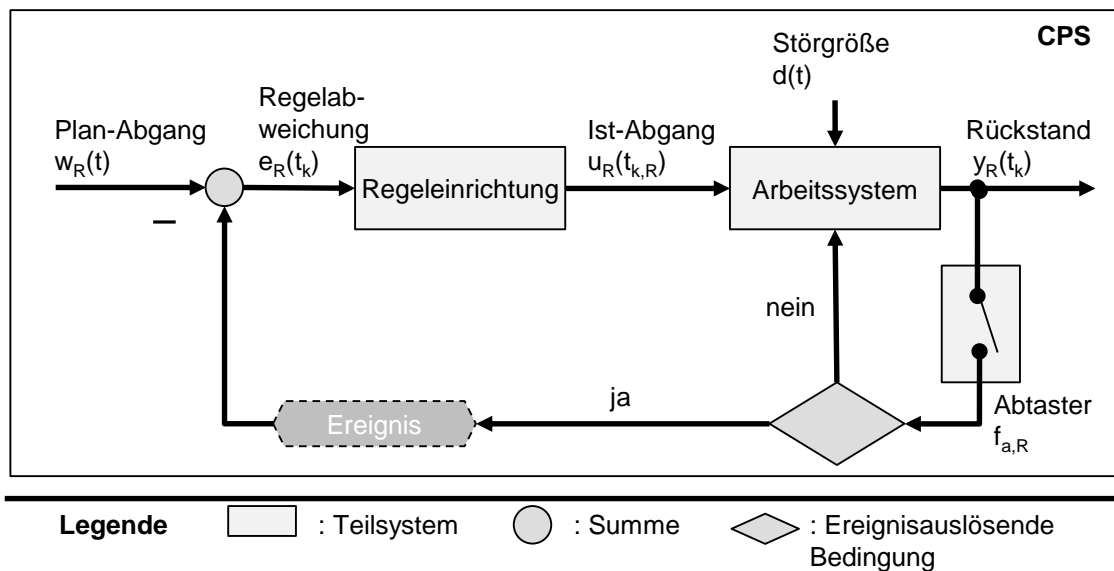 CPS
Störgröße
d(t)
Plan-Abgang
w_R(t)
Regelab-
weichung
e_R(t_k)
Ist-Abgang
u_R(t_k,R)
Rückstand
y_R(t_k)
Regeleinrichtung
Arbeitssystem
–
nein
ja
Ereignis
Abtaster
f_a,R
Legende
: Teilsystem
: Summe
: Ereignisauslösende
Bedingung